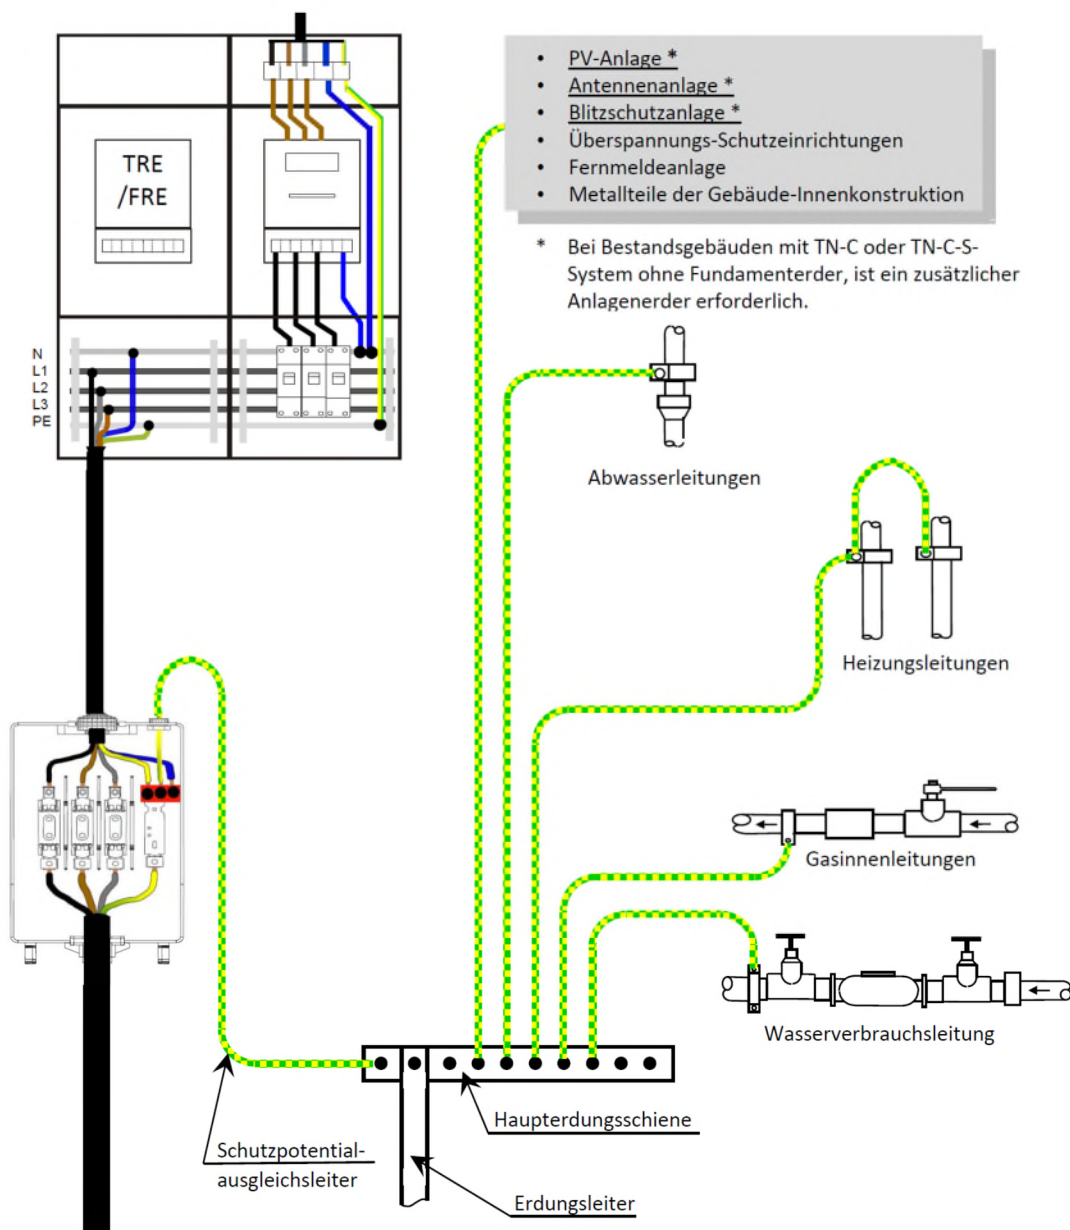 • PV-Anlage *
• Antennenanlage *
• Blitzschutzanlage *
• Überspannungs-Schutzeinrichtungen
• Fernmeldeanlage
• Metallteile der Gebäude-Innenkonstruktion
* Bei Bestandsgebäuden mit TN-C oder TN-C-S-
System ohne Fundamenterder, ist ein zusätzlicher
Anlagenerder erforderlich.
TRE
/FRE
N
L1
L2
L3
PE
Abwasserleitungen
Heizungsleitungen
Gasinnenleitungen
Wasserverbrauchsleitung
Haupterdungsschiene
Schutzpotential-
ausgleichsleiter
Erdungsleiter